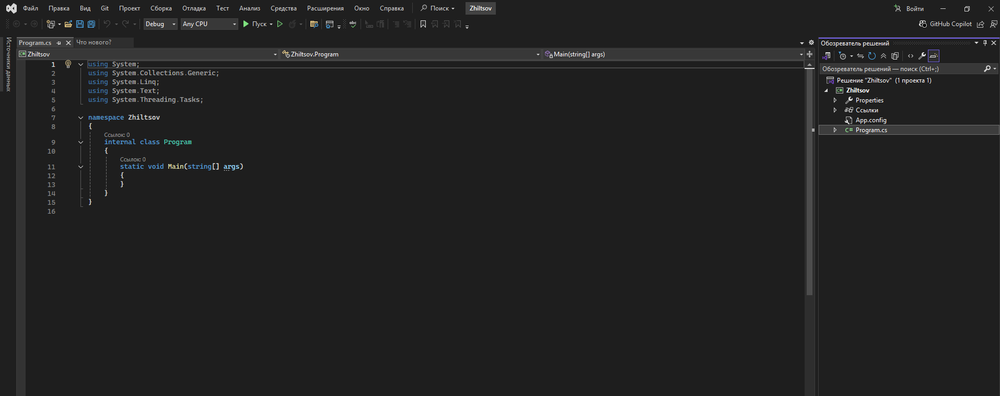 Файл Правка Вид Git Проект Сборка Отладка Тест Анализ Средства Расширения Окно Справка Поиск Zhiltsov Войти
Debug Any CPU Пуск abc GitHub Copilot
Источники данных
Program.cs Что нового?
Zhiltsov Zhiltsov.Program Main(string[] args)
1 using System;
2 using System.Collections.Generic;
3 using System.Linq;
4 using System.Text;
5 using System.Threading.Tasks;
6
7 namespace Zhiltsov
8 {
Ссылок: 0
9 internal class Program
10 {
Ссылок: 0
11 static void Main(string[] args)
12 {
13 }
14 }
15 }
16
Обозреватель решений
Обозреватель решений — поиск (Ctrl+;)
Решение "Zhiltsov" (1 проекта 1)
C# Zhiltsov
Properties
Ссылки
App.config
C# Program.cs